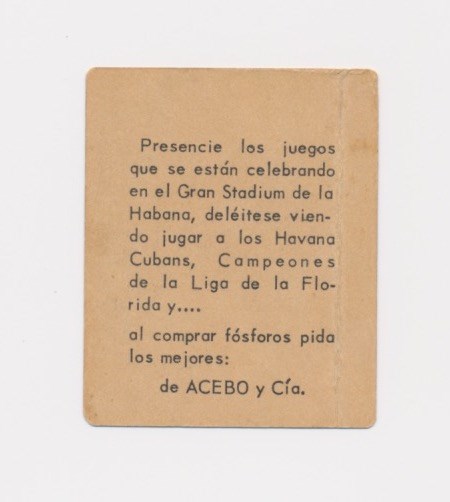 Presencie los juegos
que se están celebrando
en el Gran Stadium de la
Habana, deléitese vien-
do jugar a los Havana
Cubans, Campeones
de la Liga de la Flo-
rida y....
al comprar fósforos pida
los mejores:
de ACEBO y Cía.